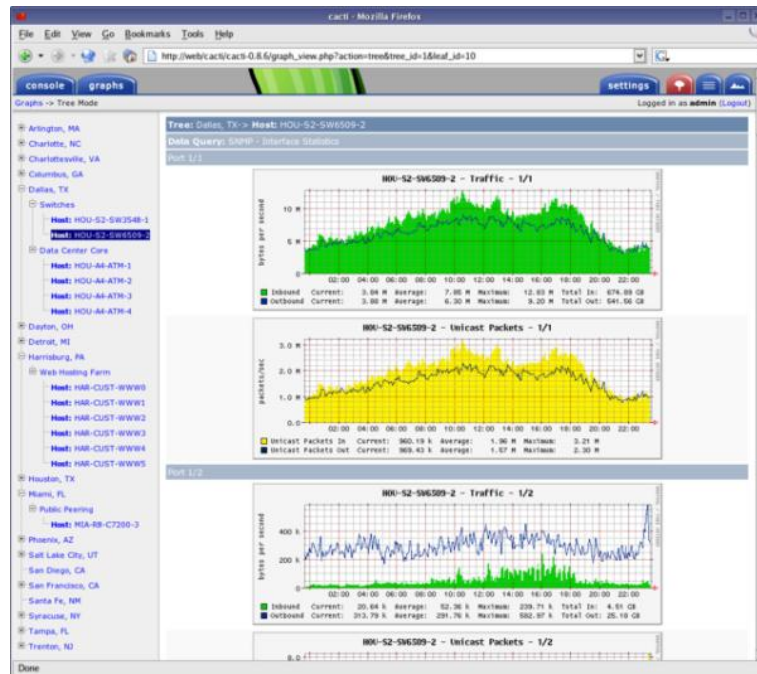 cacti - Mozilla Firefox
File Edit View Go Bookmarks Tools Help
http://web/cacti/cacti-0.8.6/graph_view.php?action=tree&tree_id=1&leaf_id=10
console graphs settings
Graphs -> Tree Mode Logged in as admin (Logout)
Arlington, MA
Charlotte, NC
Charlottesville, VA
Columbus, GA
Dallas, TX
Switches
Host: HOU-S2-SW3548-1
Host: HOU-S2-SW6509-2
Data Center Core
Host: HOU-A4-ATM-1
Host: HOU-A4-ATM-2
Host: HOU-A4-ATM-3
Host: HOU-A4-ATM-4
Dayton, OH
Detroit, MI
Harrisburg, PA
Web Hosting Farm
Host: HAR-CUST-WWW0
Host: HAR-CUST-WWW1
Host: HAR-CUST-WWW2
Host: HAR-CUST-WWW3
Host: HAR-CUST-WWW4
Host: HAR-CUST-WWW5
Houston, TX
Miami, FL
Public Peering
Host: MIA-R9-C7200-3
Phoenix, AZ
Salt Lake City, UT
San Diego, CA
San Francisco, CA
Santa Fe, NM
Syracuse, NY
Tampa, FL
Trenton, NJ
Tree: Dallas, TX-> Host: HOU-S2-SW6509-2
Data Query: SNMP - Interface Statistics
Port 1/1
HOU-S2-SW6509-2 - Traffic - 1/1
bytes per second
10 M
5 M
0
02:00 04:00 06:00 08:00 10:00 12:00 14:00 16:00 18:00 20:00 22:00
Inbound Current: 3.84 M Average: 7.85 M Maximum: 12.83 M Total In: 674.89 GB
Outbound Current: 3.88 M Average: 6.30 M Maximum: 9.20 M Total Out: 541.56 GB
HOU-S2-SW6509-2 - Unicast Packets - 1/1
packets/sec
3.0 M
2.0 M
1.0 M
0.0
02:00 04:00 06:00 08:00 10:00 12:00 14:00 16:00 18:00 20:00 22:00
Unicast Packets In Current: 960.19 k Average: 1.96 M Maximum: 3.21 M
Unicast Packets Out Current: 969.43 k Average: 1.57 M Maximum: 2.30 M
Port 1/2
HOU-S2-SW6509-2 - Traffic - 1/2
bytes per second
400 k
200 k
0
02:00 04:00 06:00 08:00 10:00 12:00 14:00 16:00 18:00 20:00 22:00
Inbound Current: 20.64 k Average: 52.36 k Maximum: 239.71 k Total In: 4.51 GB
Outbound Current: 313.79 k Average: 291.76 k Maximum: 582.97 k Total Out: 25.10 GB
HOU-S2-SW6509-2 - Unicast Packets - 1/2
Done